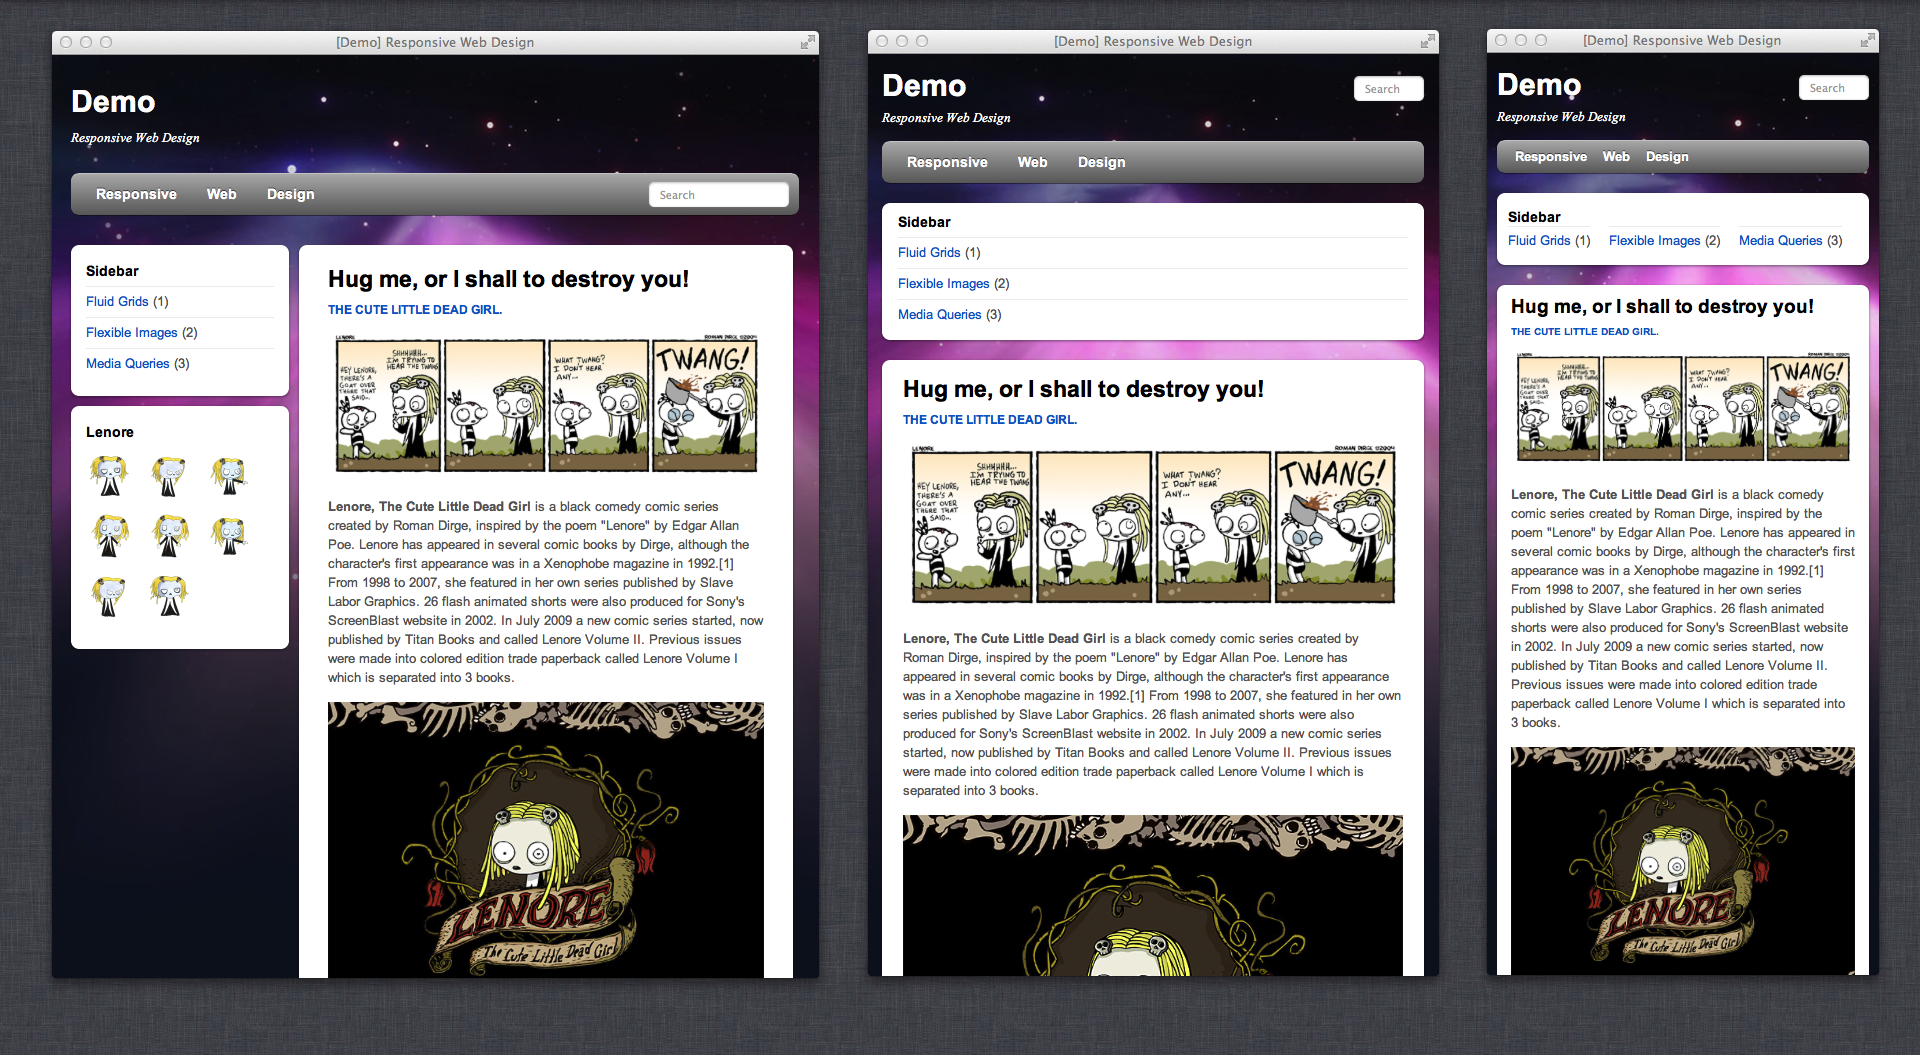 [Demo] Responsive Web Design
Demo
Responsive Web Design
Responsive Web Design
Search
Sidebar
Fluid Grids (1)
Flexible Images (2)
Media Queries (3)
Lenore
Hug me, or I shall to destroy you!
THE CUTE LITTLE DEAD GIRL.
LENORE
ROMAN DIRGE ©2004
HEY LENORE,
THERE'S A
GOAT OVER
THERE THAT
SAID...
SHHHHHH...
I'M TRYING TO
HEAR THE TWANG
WHAT TWANG?
I DON'T HEAR
ANY...
TWANG!
Lenore, The Cute Little Dead Girl is a black comedy comic series
created by Roman Dirge, inspired by the poem "Lenore" by Edgar Allan
Poe. Lenore has appeared in several comic books by Dirge, although the
character's first appearance was in a Xenophobe magazine in 1992.[1]
From 1998 to 2007, she featured in her own series published by Slave
Labor Graphics. 26 flash animated shorts were also produced for Sony's
ScreenBlast website in 2002. In July 2009 a new comic series started, now
published by Titan Books and called Lenore Volume II. Previous issues
were made into colored edition trade paperback called Lenore Volume I
which is separated into 3 books.
LENORE
The Cute Little Dead Girl
[Demo] Responsive Web Design
Demo
Search
Responsive Web Design
Responsive Web Design
Sidebar
Fluid Grids (1)
Flexible Images (2)
Media Queries (3)
Hug me, or I shall to destroy you!
THE CUTE LITTLE DEAD GIRL.
LENORE
ROMAN DIRGE ©2004
HEY LENORE,
THERE'S A
GOAT OVER
THERE THAT
SAID...
SHHHHHH...
I'M TRYING TO
HEAR THE TWANG
WHAT TWANG?
I DON'T HEAR
ANY...
TWANG!
Lenore, The Cute Little Dead Girl is a black comedy comic series created by
Roman Dirge, inspired by the poem "Lenore" by Edgar Allan Poe. Lenore has
appeared in several comic books by Dirge, although the character's first appearance
was in a Xenophobe magazine in 1992.[1] From 1998 to 2007, she featured in her own
series published by Slave Labor Graphics. 26 flash animated shorts were also
produced for Sony's ScreenBlast website in 2002. In July 2009 a new comic series
started, now published by Titan Books and called Lenore Volume II. Previous issues
were made into colored edition trade paperback called Lenore Volume I which is
separated into 3 books.
[Demo] Responsive Web Design
Demo
Search
Responsive Web Design
Responsive Web Design
Sidebar
Fluid Grids (1) Flexible Images (2) Media Queries (3)
Hug me, or I shall to destroy you!
THE CUTE LITTLE DEAD GIRL.
LENORE
ROMAN DIRGE ©2004
HEY LENORE,
THERE'S A
GOAT OVER
THERE THAT
SAID...
SHHHHHH...
I'M TRYING TO
HEAR THE TWANG
WHAT TWANG?
I DON'T HEAR
ANY...
TWANG!
Lenore, The Cute Little Dead Girl is a black comedy
comic series created by Roman Dirge, inspired by the
poem "Lenore" by Edgar Allan Poe. Lenore has appeared in
several comic books by Dirge, although the character's first
appearance was in a Xenophobe magazine in 1992.[1]
From 1998 to 2007, she featured in her own series
published by Slave Labor Graphics. 26 flash animated
shorts were also produced for Sony's ScreenBlast website
in 2002. In July 2009 a new comic series started, now
published by Titan Books and called Lenore Volume II.
Previous issues were made into colored edition trade
paperback called Lenore Volume I which is separated into
3 books.
LENORE
The Cute Little Dead Girl